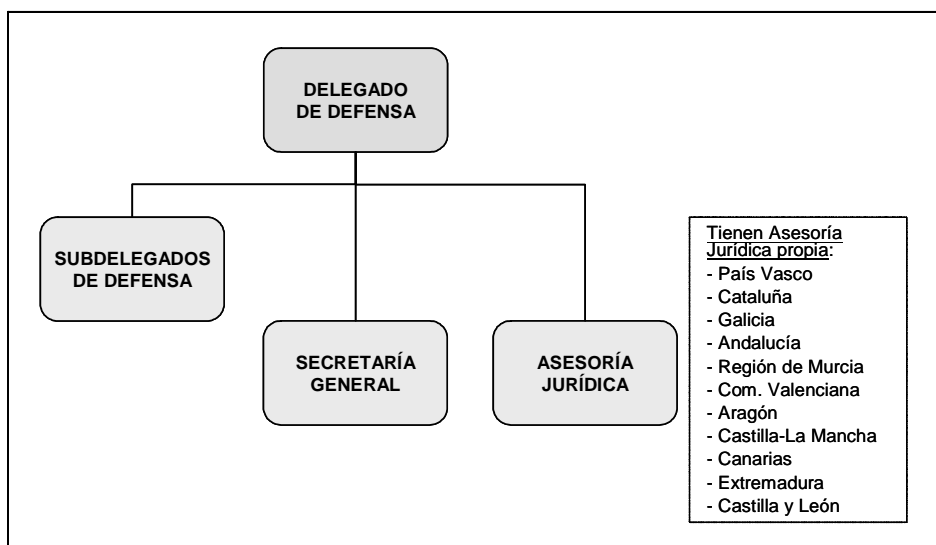 DELEGADO
DE DEFENSA
SUBDELEGADOS
DE DEFENSA
SECRETARÍA
GENERAL
ASESORÍA
JURÍDICA
Tienen Asesoría
Jurídica propia:
- País Vasco
- Cataluña
- Galicia
- Andalucía
- Región de Murcia
- Com. Valenciana
- Aragón
- Castilla-La Mancha
- Canarias
- Extremadura
- Castilla y León